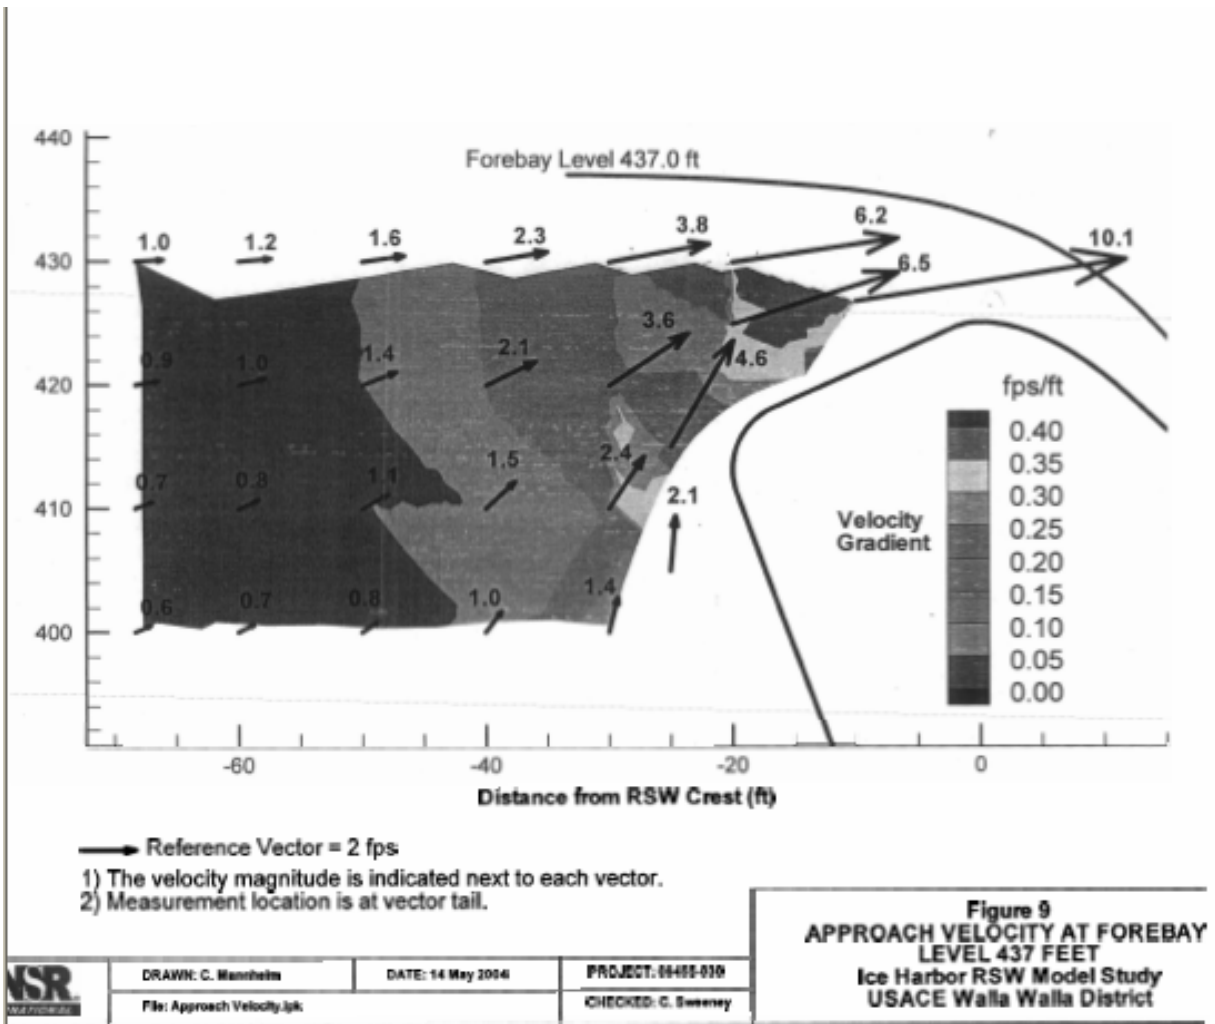 440
Forebay Level 437.0 ft
430
1.0
1.2
1.6
2.3
3.8
6.2
10.1
6.5
420
0.9
1.0
1.4
2.1
3.6
4.6
410
0.7
0.8
1.1
1.5
2.4
2.1
400
0.6
0.7
0.8
1.0
1.4
fps/ft
0.40
0.35
0.30
0.25
0.20
0.15
0.10
0.05
0.00
Velocity
Gradient
-60
-40
-20
0
Distance from RSW Crest (ft)
Reference Vector = 2 fps
1) The velocity magnitude is indicated next to each vector.
2) Measurement location is at vector tail.
Figure 9
APPROACH VELOCITY AT FOREBAY
LEVEL 437 FEET
Ice Harbor RSW Model Study
USACE Walla Walla District
NSR
DRAWN: C. Mannheim
DATE: 14 May 2004
PROJECT:
File: Approach Velocity.lpk
CHECKED: C. Sweeney